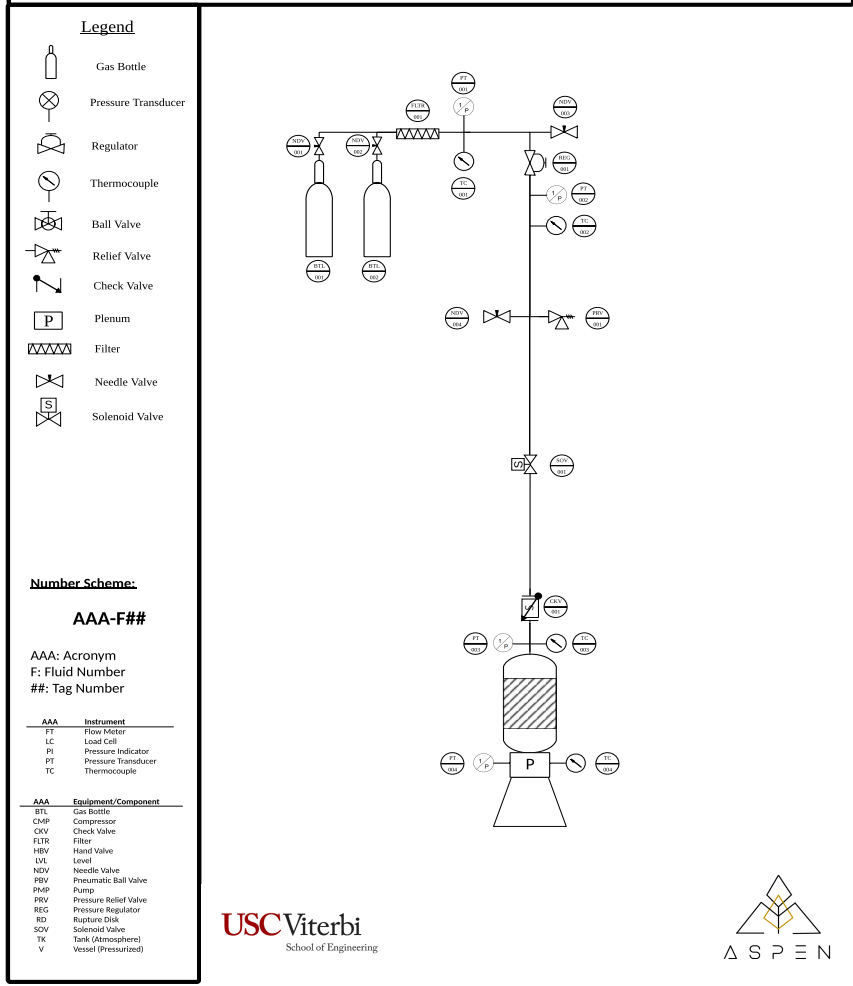 Legend
Gas Bottle
Pressure Transducer
Regulator
Thermocouple
Ball Valve
Relief Valve
Check Valve
P
Plenum
Filter
Needle Valve
S
Solenoid Valve
Number Scheme:
AAA-F##
AAA: Acronym
F: Fluid Number
##: Tag Number
AAA Instrument
FT Flow Meter
LC Load Cell
PI Pressure Indicator
PT Pressure Transducer
TC Thermocouple
AAA Equipment/Component
BTL Gas Bottle
CMP Compressor
CKV Check Valve
FLTR Filter
HBV Hand Valve
LVL Level
NDV Needle Valve
PBV Pneumatic Ball Valve
PMP Pump
PRV Pressure Relief Valve
REG Pressure Regulator
RD Rupture Disk
SOV Solenoid Valve
TK Tank (Atmosphere)
V Vessel (Pressurized)
PT
001
1/P
FLTR
001
NDV
003
NDV
001
NDV
002
REG
001
TC
001
1/P
PT
002
TC
002
BTL
001
BTL
002
NDV
004
PRV
001
S
SOV
001
S
CKV
001
PT
003
1/P
TC
003
PT
004
1/P
P
TC
004
USC Viterbi
School of Engineering
ASPEN